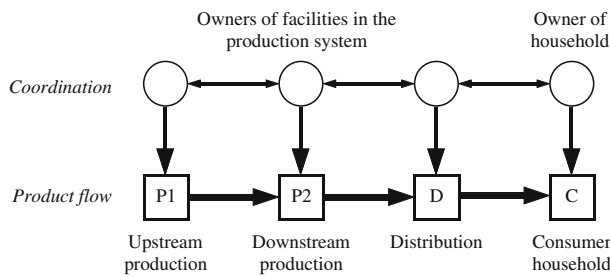 Owners of facilities in the
production system
Owner of
household
Coordination
Product flow
P1
P2
D
C
Upstream
production
Downstream
production
Distribution
Consumer
household